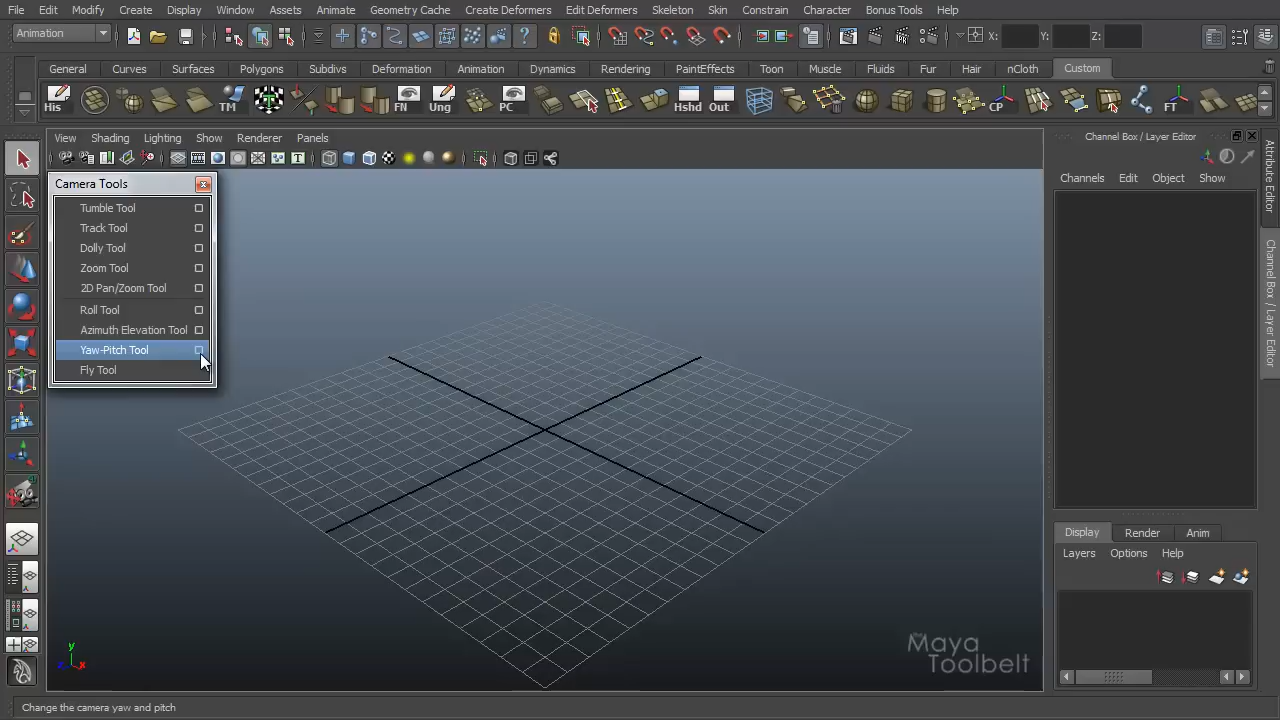 File Edit Modify Create Display Window Assets Animate Geometry Cache Create Deformers Edit Deformers Skeleton Skin Constrain Character Bonus Tools Help
Animation X: Y: Z:
General Curves Surfaces Polygons Subdivs Deformation Animation Dynamics Rendering PaintEffects Toon Muscle Fluids Fur Hair nCloth Custom
His TM FN Ung PC Hshd Out CP FT
View Shading Lighting Show Renderer Panels
Channel Box / Layer Editor
Camera Tools
Channels Edit Object Show
Tumble Tool
Track Tool
Dolly Tool
Zoom Tool
2D Pan/Zoom Tool
Roll Tool
Azimuth Elevation Tool
Yaw-Pitch Tool
Fly Tool
Attribute Editor
Channel Box / Layer Editor
Display Render Anim
Layers Options Help
y
z x
The
Maya
Toolbelt
Change the camera yaw and pitch